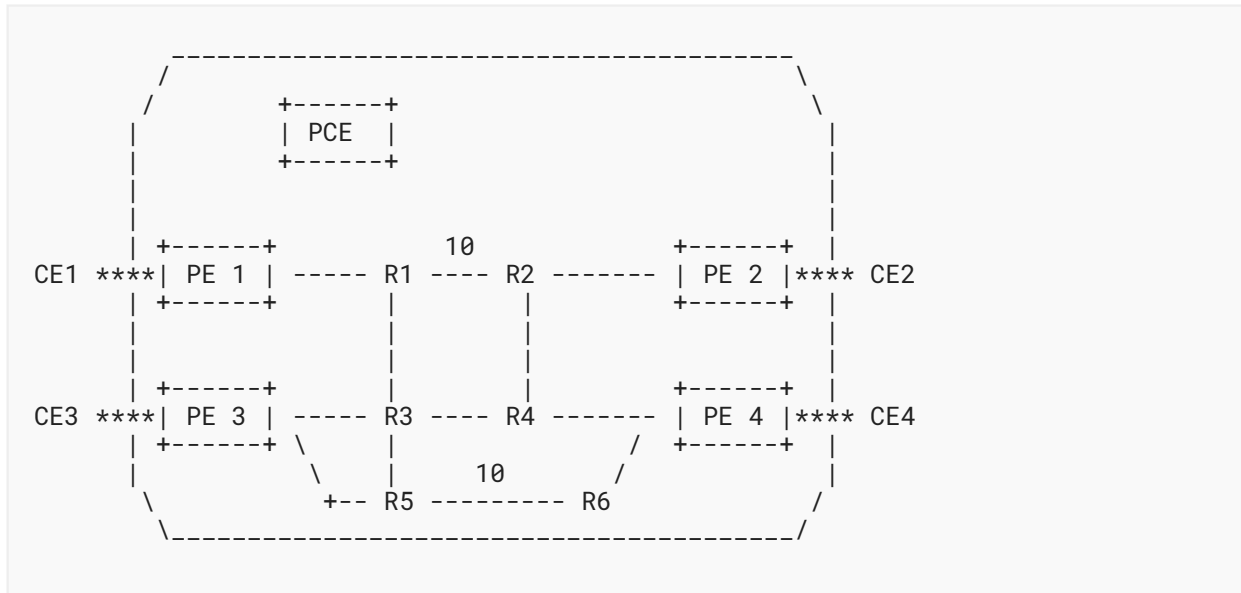 PCE
10
CE1 **** PE 1 R1 R2 PE 2 **** CE2
CE3 **** PE 3 R3 R4 PE 4 **** CE4
10
R5 R6